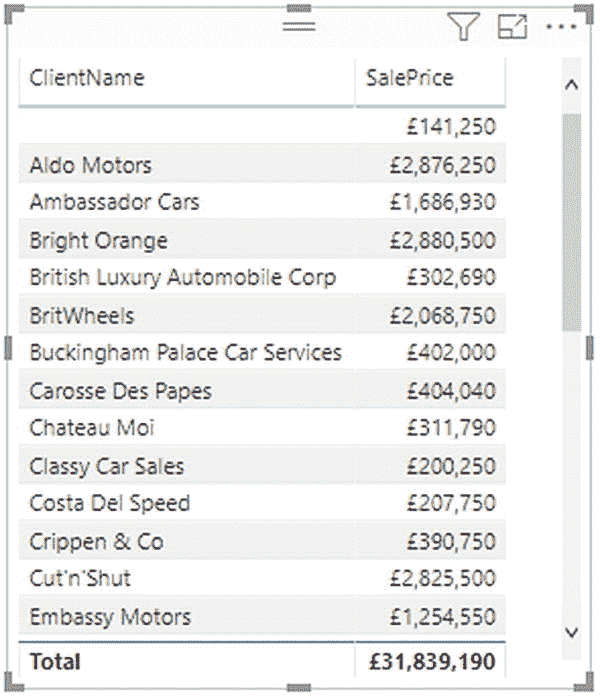 ClientName SalePrice
£141,250
Aldo Motors £2,876,250
Ambassador Cars £1,686,930
Bright Orange £2,880,500
British Luxury Automobile Corp £302,690
BritWheels £2,068,750
Buckingham Palace Car Services £402,000
Carosse Des Papes £404,040
Chateau Moi £311,790
Classy Car Sales £200,250
Costa Del Speed £207,750
Crippen & Co £390,750
Cut'n'Shut £2,825,500
Embassy Motors £1,254,550
Total £31,839,190